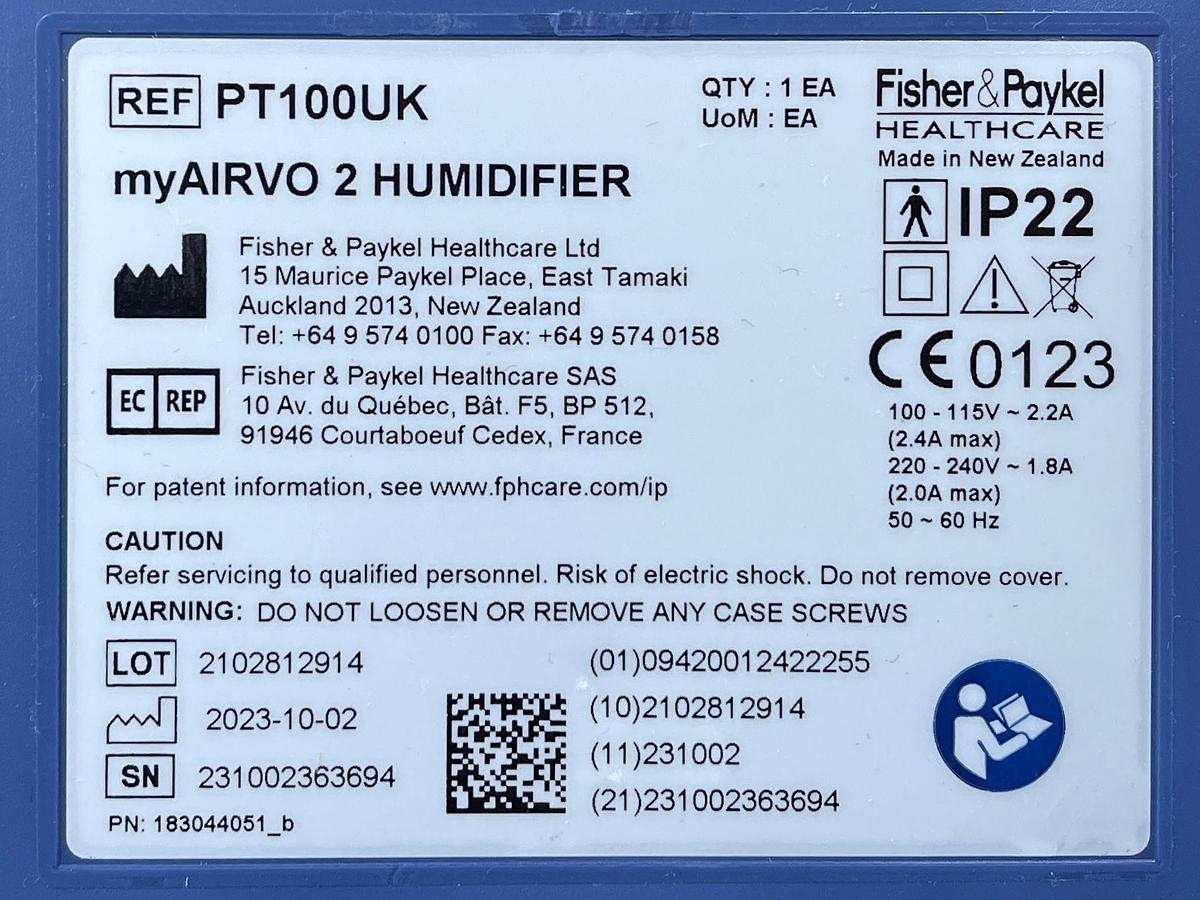 REF PT100UK
QTY : 1 EA
UoM : EA
Fisher&Paykel
HEALTHCARE
Made in New Zealand
myAIRVO 2 HUMIDIFIER
IP22
Fisher & Paykel Healthcare Ltd
15 Maurice Paykel Place, East Tamaki
Auckland 2013, New Zealand
Tel: +64 9 574 0100 Fax: +64 9 574 0158
EC REP
Fisher & Paykel Healthcare SAS
10 Av. du Québec, Bât. F5, BP 512,
91946 Courtaboeuf Cedex, France
CE 0123
100 - 115V ~ 2.2A
(2.4A max)
220 - 240V ~ 1.8A
(2.0A max)
50 ~ 60 Hz
For patent information, see www.fphcare.com/ip
CAUTION
Refer servicing to qualified personnel. Risk of electric shock. Do not remove cover.
WARNING: DO NOT LOOSEN OR REMOVE ANY CASE SCREWS
LOT 2102812914
2023-10-02
SN 231002363694
PN: 183044051_b
(01)09420012422255
(10)2102812914
(11)231002
(21)231002363694